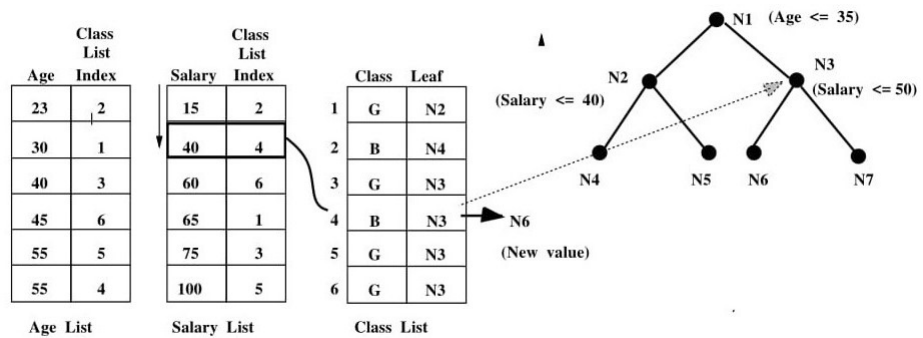 Age
Class
List
Index
23 2
30 1
40 3
45 6
55 5
55 4
Age List
Salary
Class
List
Index
15 2
40 4
60 6
65 1
75 3
100 5
Salary List
Class Leaf
1 G N2
2 B N4
3 G N3
4 B N3
5 G N3
6 G N3
Class List
N6
(New value)
N1 (Age <= 35)
N2
(Salary <= 40)
N3
(Salary <= 50)
N4
N5
N6
N7